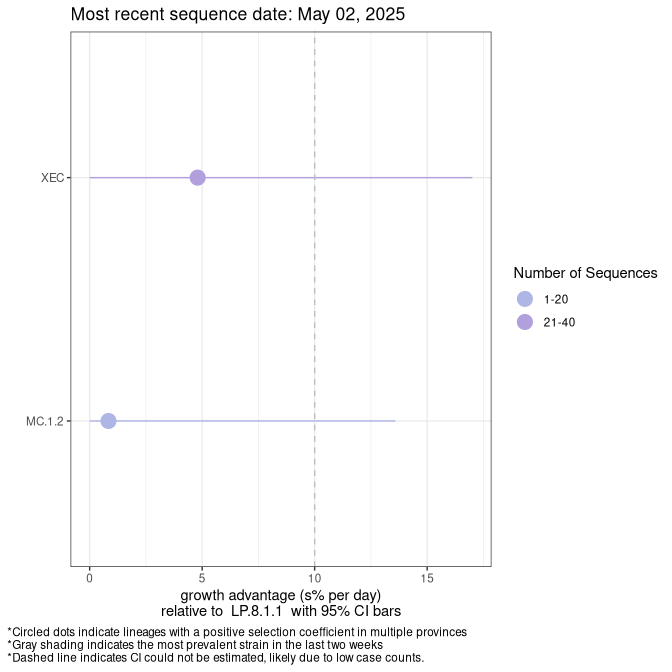 Most recent sequence date: May 02, 2025
XEC
MC.1.2
0 5 10 15
growth advantage (s% per day)
relative to LP.8.1.1 with 95% CI bars
Number of Sequences
1-20
21-40
*Circled dots indicate lineages with a positive selection coefficient in multiple provinces
*Gray shading indicates the most prevalent strain in the last two weeks
*Dashed line indicates CI could not be estimated, likely due to low case counts.